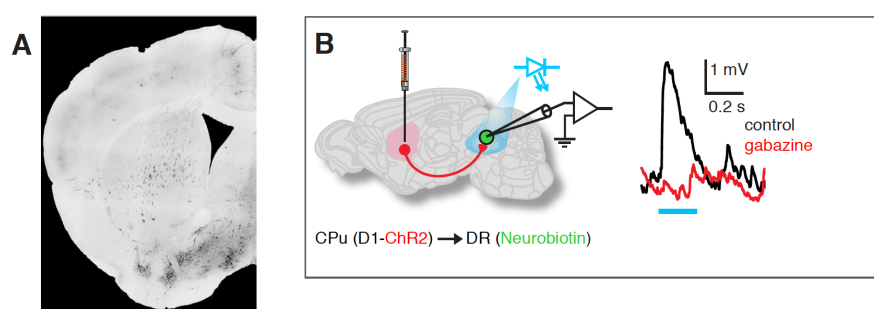 A
B
1 mV
0.2 s
control
gabazine
CPu (D1-ChR2) → DR (Neurobiotin)